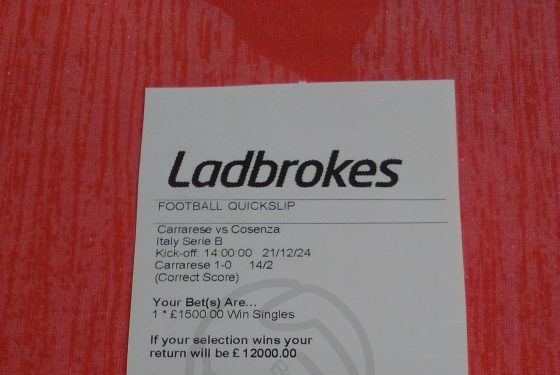 Ladbrokes
FOOTBALL QUICKSLIP
Carrarese vs Cosenza
Italy Serie B
Kick-off: 14:00:00 21/12/24
Carrarese 1-0 14/2
(Correct Score)
Your Bet(s) Are...
1 * £1500.00 Win Singles
If your selection wins your
return will be £ 12000.00